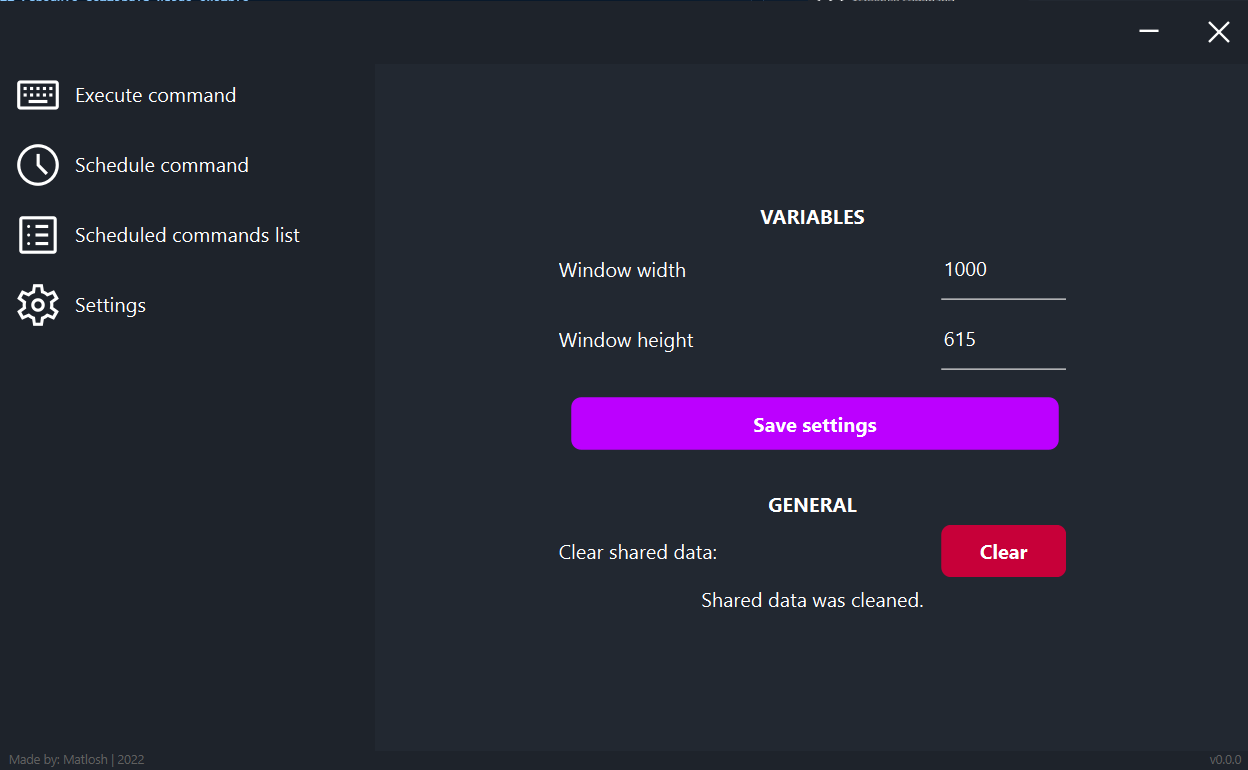 Execute command
Schedule command
Scheduled commands list
Settings
VARIABLES
Window width 1000
Window height 615
Save settings
GENERAL
Clear shared data: Clear
Shared data was cleaned.
Made by: Matlosh | 2022 v0.0.0